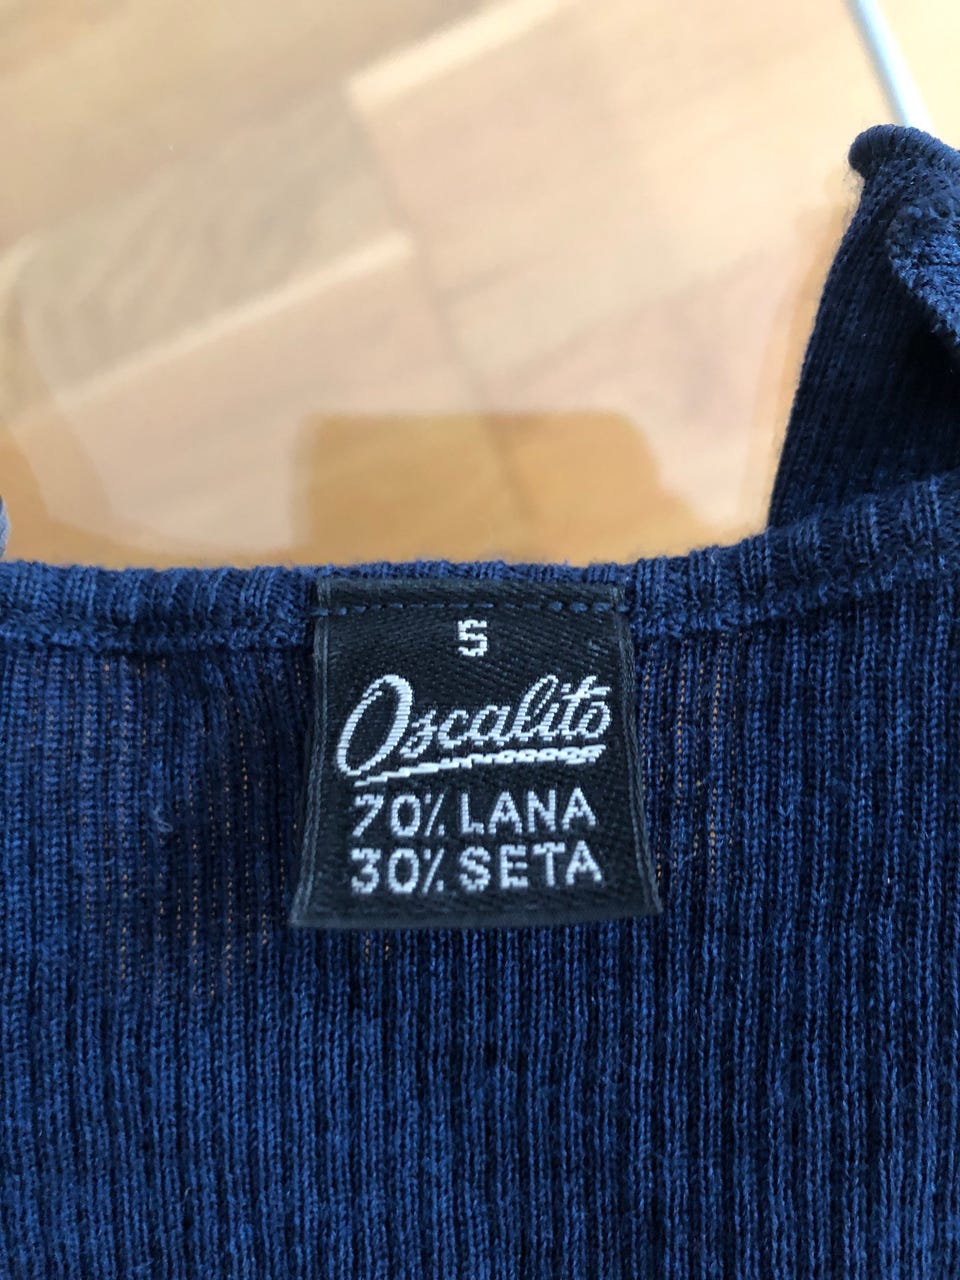 5
Oscalito
70% LANA
30% SETA